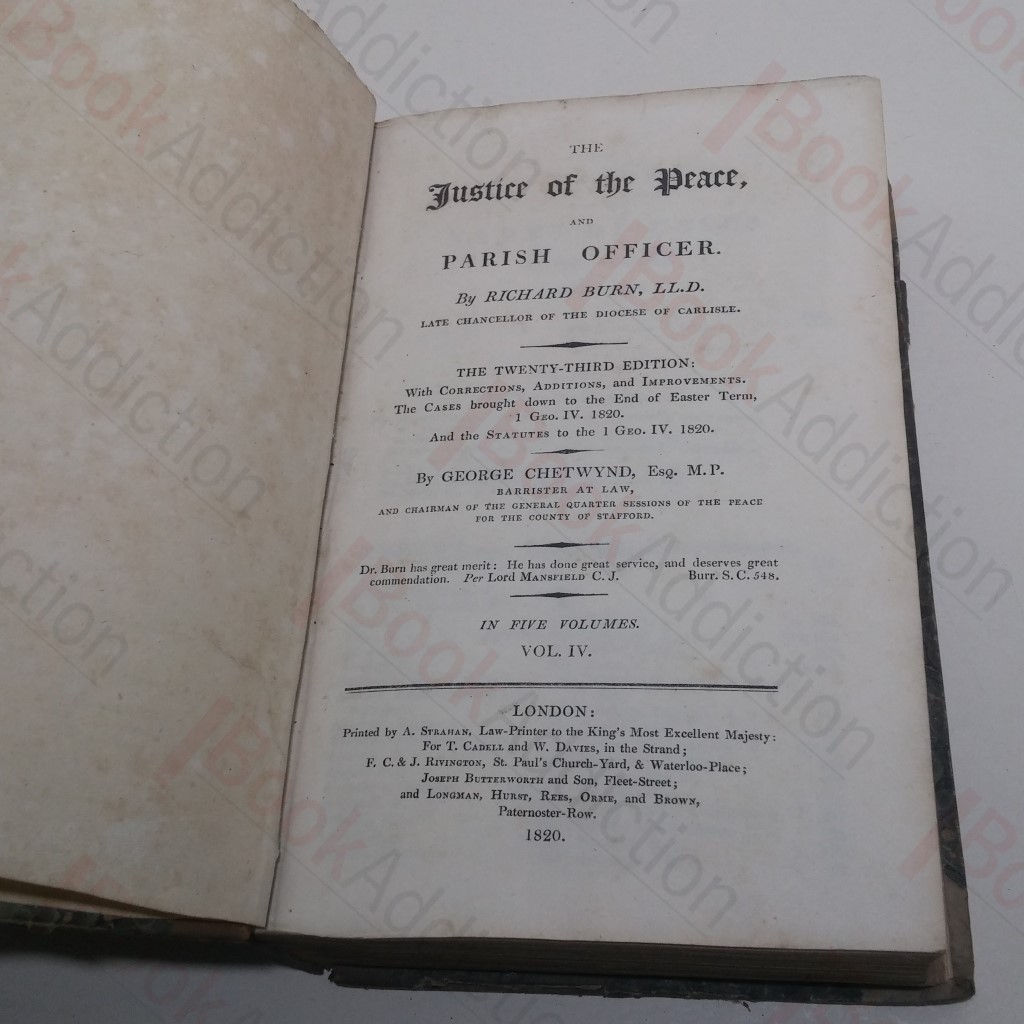 THE
Justice of the Peace,
AND
PARISH OFFICER.
By RICHARD BURN, LL.D.
LATE CHANCELLOR OF THE DIOCESE OF CARLISLE.
THE TWENTY-THIRD EDITION:
With CORRECTIONS, ADDITIONS, and IMPROVEMENTS.
The CASES brought down to the End of Easter Term,
1 GEO. IV. 1820.
And the STATUTES to the 1 GEO. IV. 1820.
By GEORGE CHETWYND, ESQ. M.P.
BARRISTER AT LAW,
AND CHAIRMAN OF THE GENERAL QUARTER SESSIONS OF THE PEACE
FOR THE COUNTY OF STAFFORD.
Dr. Burn has great merit: He has done great service, and deserves great
commendation. Per Lord MANSFIELD C. J. Burr. S. C. 548.
IN FIVE VOLUMES.
VOL. IV.
LONDON:
Printed by A. STRAHAN, Law-Printer to the King's Most Excellent Majesty:
For T. CADELL and W. DAVIES, in the Strand;
F. C. & J. RIVINGTON, St. Paul's Church-Yard, & Waterloo-Place;
JOSEPH BUTTERWORTH and Son, Fleet-Street;
and LONGMAN, HURST, REES, ORME, and BROWN,
Paternoster-Row.
1820.
BookAddiction